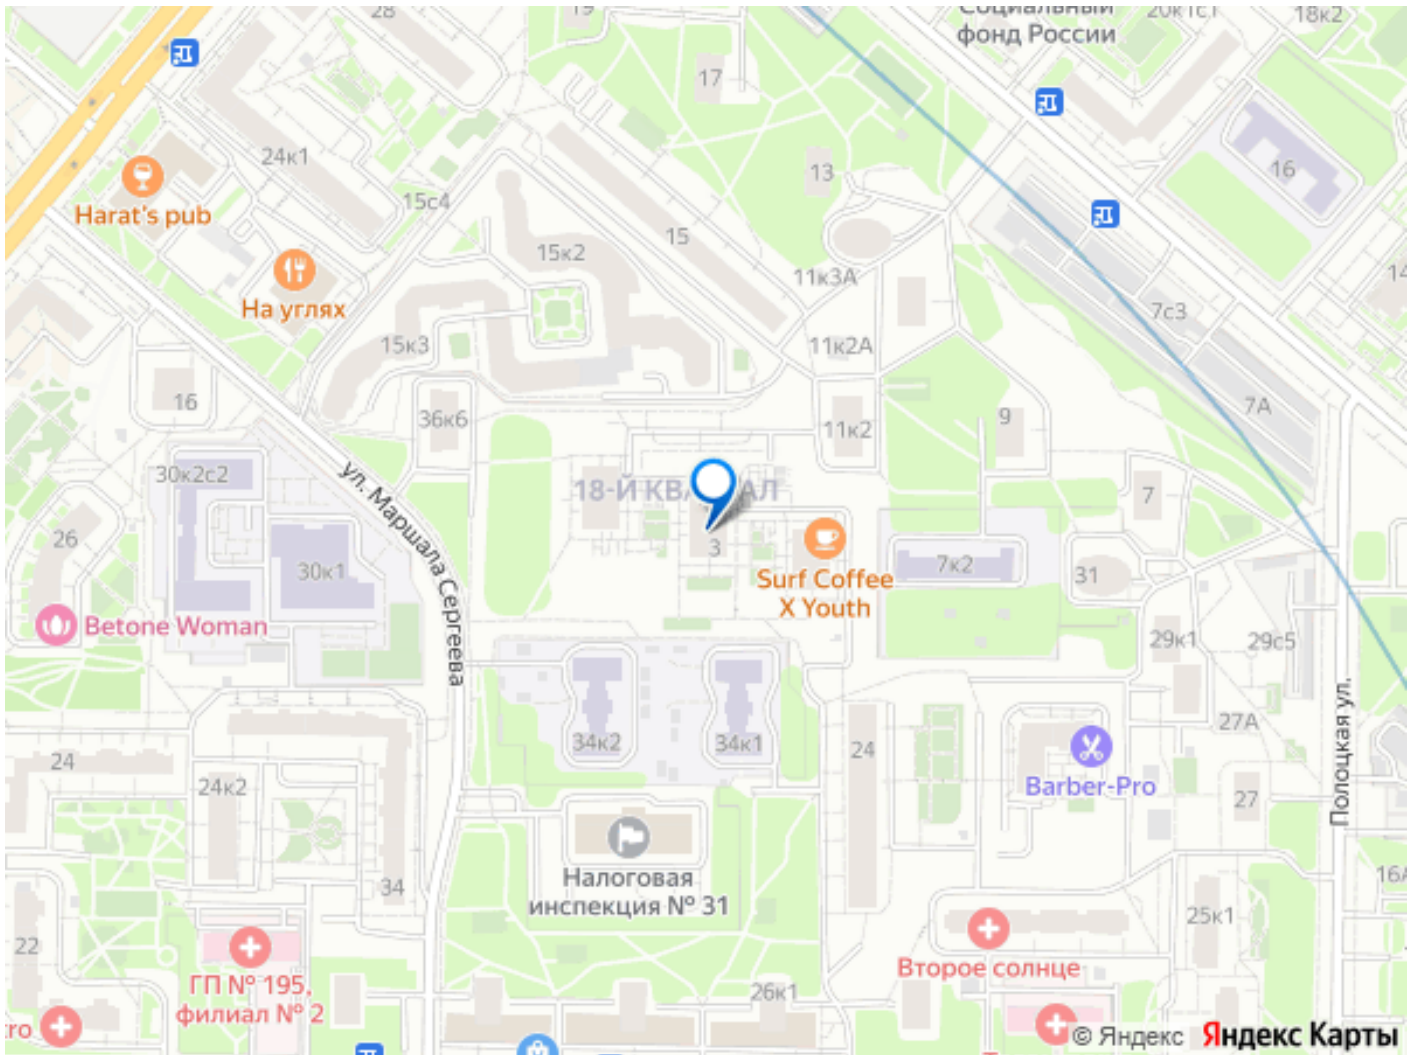 28
19
Социальный
фонд России
20к1с1
18к2
17
24к1
13
16
Harat's pub
15с4
15
15к2
11к3А
14
На углях
7с3
15к3
11к2А
16
36к6
11к2
9
7А
30к2с2
18-Й КВА
АЛ
7
ул. Маршала Сергеева
26
30к1
3
Surf Coffee
X Youth
7к2
31
Betone Woman
29к1
29с5
34к2
34к1
24
27А
Полоцкая ул.
24
24к2
Barber-Pro
27
Налоговая
инспекция № 31
34
16А
25к1
22
ГП № 195,
филиал № 2
Второе солнце
26к1
© Яндекс Яндекс Карты